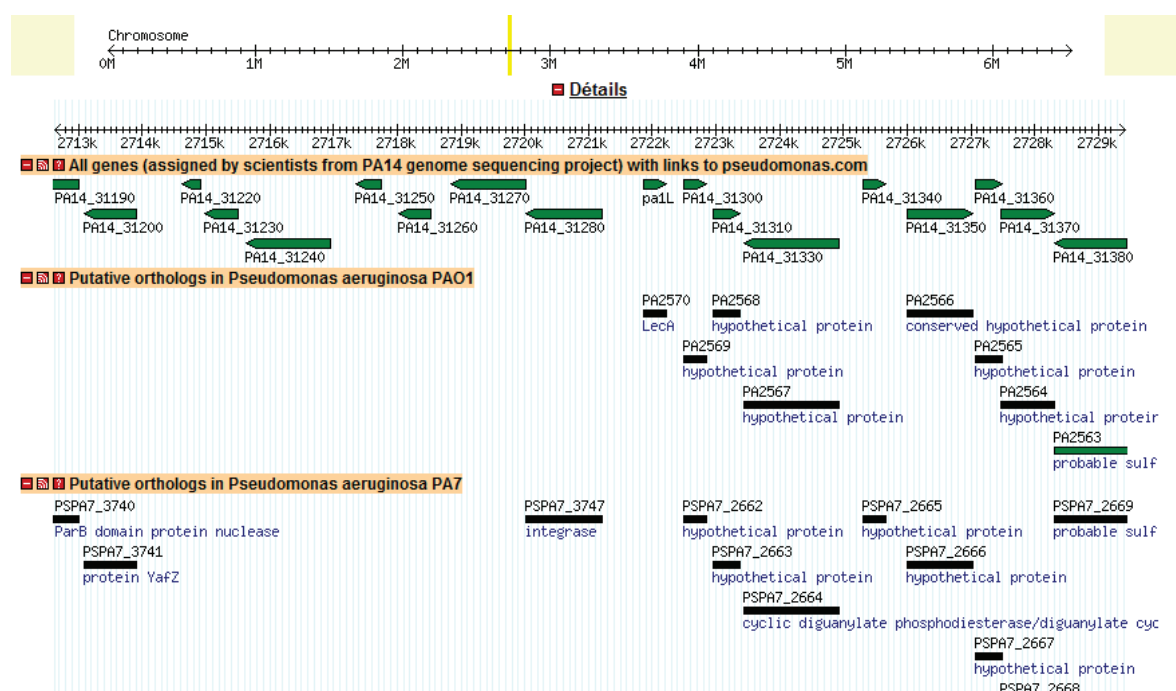 Chromosome
0M 1M 2M 3M 4M 5M 6M
Détails
2713k 2714k 2715k 2716k 2717k 2718k 2719k 2720k 2721k 2722k 2723k 2724k 2725k 2726k 2727k 2728k 2729k
All genes (assigned by scientists from PA14 genome sequencing project) with links to pseudomonas.com
PA14_31190 PA14_31220 PA14_31250 PA14_31270 pa1L PA14_31300 PA14_31340 PA14_31360
PA14_31200 PA14_31230 PA14_31260 PA14_31280 PA14_31310 PA14_31350 PA14_31370
PA14_31240 PA14_31330 PA14_31380
Putative orthologs in Pseudomonas aeruginosa PAO1
PA2570 PA2568 PA2566
LecA hypothetical protein conserved hypothetical protein
PA2569 PA2565
hypothetical protein hypothetical protein
PA2567 PA2564
hypothetical protein hypothetical protein
PA2563
probable sulf
Putative orthologs in Pseudomonas aeruginosa PA7
PSPA7_3740 PSPA7_3747 PSPA7_2662 PSPA7_2665 PSPA7_2669
ParB domain protein nuclease integrase hypothetical protein hypothetical protein probable sulf
PSPA7_3741 PSPA7_2663 PSPA7_2666
protein YafZ hypothetical protein hypothetical protein
PSPA7_2664
cyclic diguanylate phosphodiesterase/diguanylate cyc
PSPA7_2667
hypothetical protein
PSPA7_2668